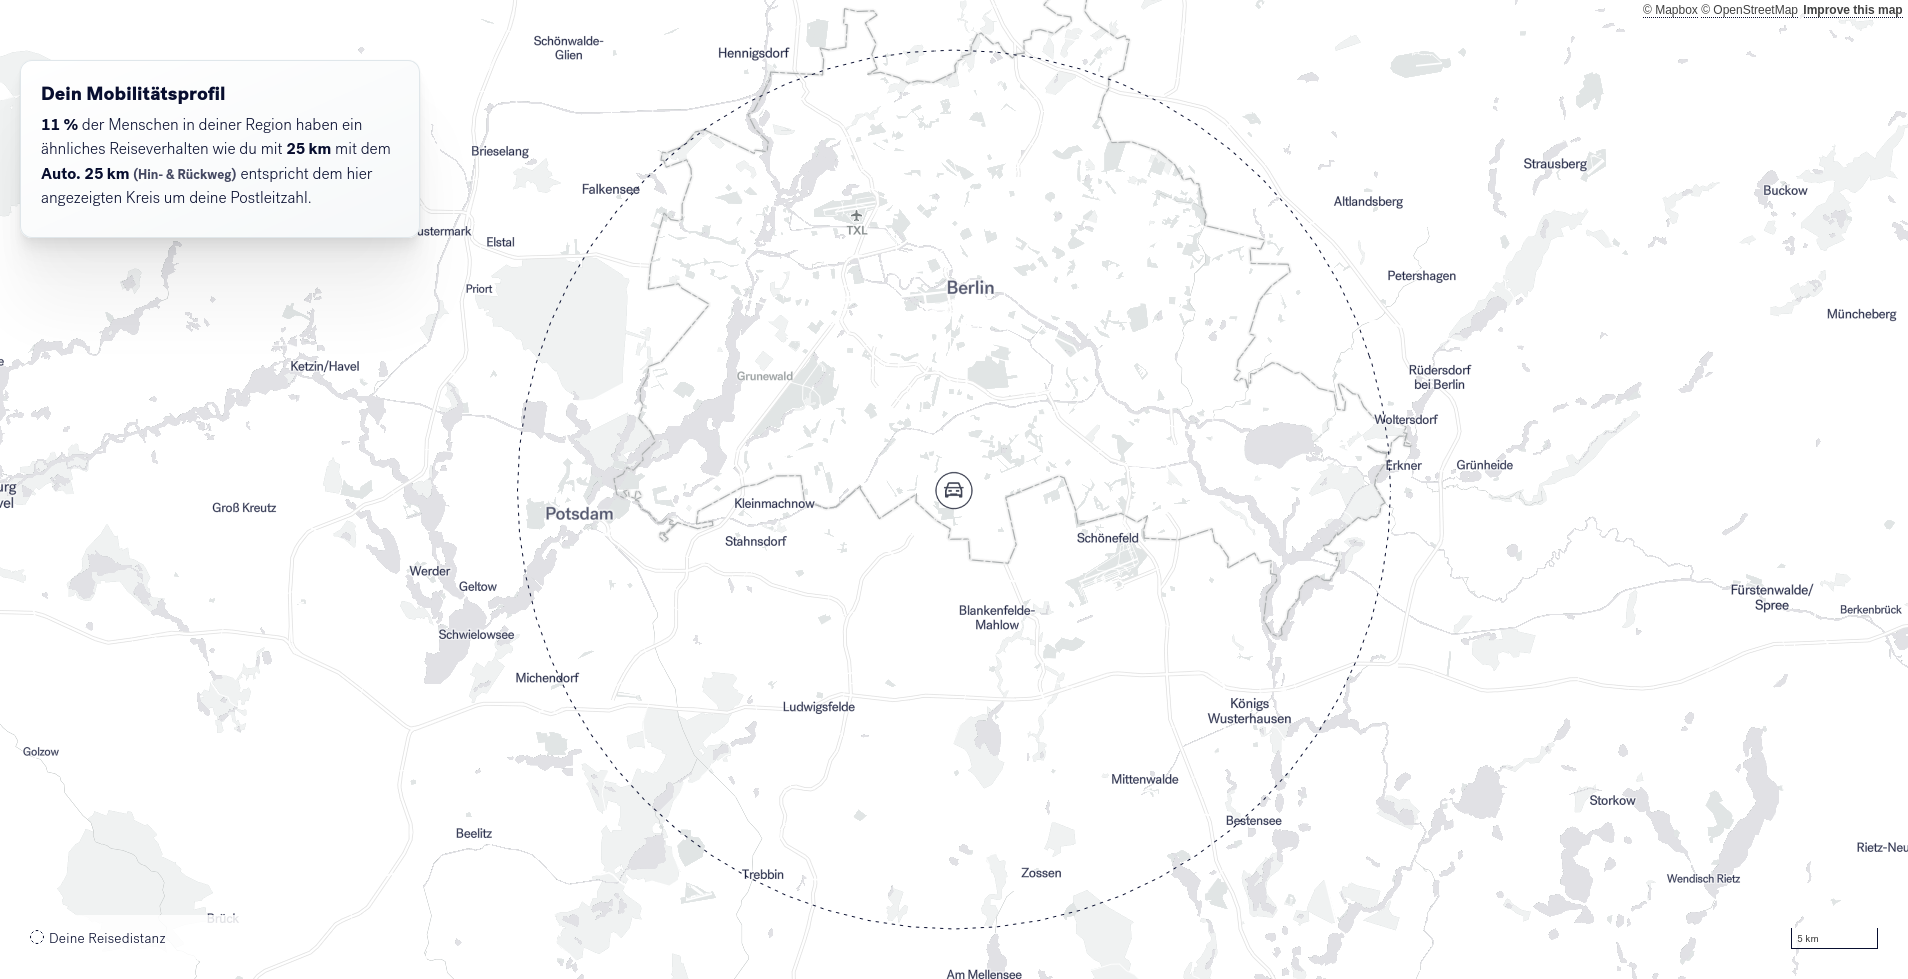 © Mapbox © OpenStreetMap Improve this map
Schönwalde-
Glien
Hennigsdorf
Dein Mobilitätsprofil
11 % der Menschen in deiner Region haben ein
ähnliches Reiseverhalten wie du mit 25 km mit dem
Auto. 25 km (Hin- & Rückweg) entspricht dem hier
angezeigten Kreis um deine Postleitzahl.
Brieselang
Strausberg
Falkensee
Buckow
Altlandsberg
TXL
ustermark
Elstal
Petershagen
Priort
Berlin
Müncheberg
Ketzin/Havel
Grunewald
Rüdersdorf
bei Berlin
Woltersdorf
Erkner
Grünheide
urg
vel
Groß Kreutz
Kleinmachnow
Potsdam
Stahnsdorf
Schönefeld
Werder
Geltow
Fürstenwalde/
Spree
Berkenbrück
Blankenfelde-
Mahlow
Schwielowsee
Michendorf
Ludwigsfelde
Königs
Wusterhausen
Golzow
Mittenwalde
Storkow
Bestensee
Beelitz
Rietz-Neu
Trebbin
Zossen
Wendisch Rietz
Brück
Deine Reisedistanz
5 km
Am Mellensee